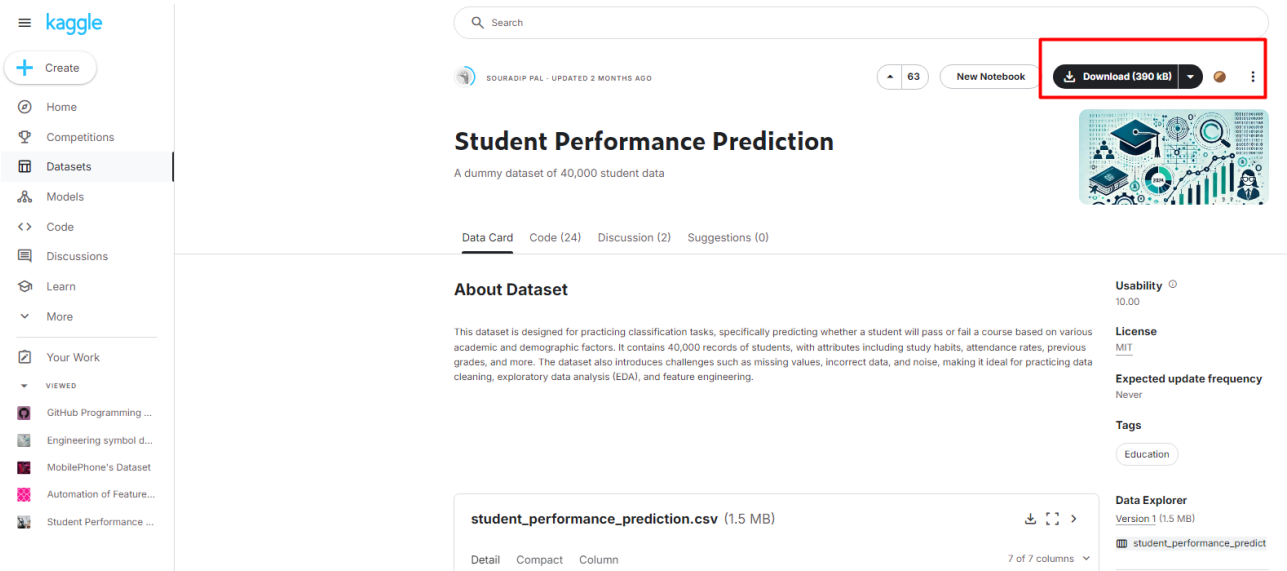 kaggle
Search
Create
Home
Competitions
Datasets
Models
Code
Discussions
Learn
More
Your Work
VIEWED
GitHub Programming ...
Engineering symbol d...
MobilePhone's Dataset
Automation of Feature...
Student Performance ...
SOURADIP PAL · UPDATED 2 MONTHS AGO
63
New Notebook
Download (390 kB)
Student Performance Prediction
A dummy dataset of 40,000 student data
2024
Data Card Code (24) Discussion (2) Suggestions (0)
About Dataset
This dataset is designed for practicing classification tasks, specifically predicting whether a student will pass or fail a course based on various
academic and demographic factors. It contains 40,000 records of students, with attributes including study habits, attendance rates, previous
grades, and more. The dataset also introduces challenges such as missing values, incorrect data, and noise, making it ideal for practicing data
cleaning, exploratory data analysis (EDA), and feature engineering.
Usability
10.00
License
MIT
Expected update frequency
Never
Tags
Education
student_performance_prediction.csv (1.5 MB)
Detail Compact Column
7 of 7 columns
Data Explorer
Version 1 (1.5 MB)
student_performance_predict